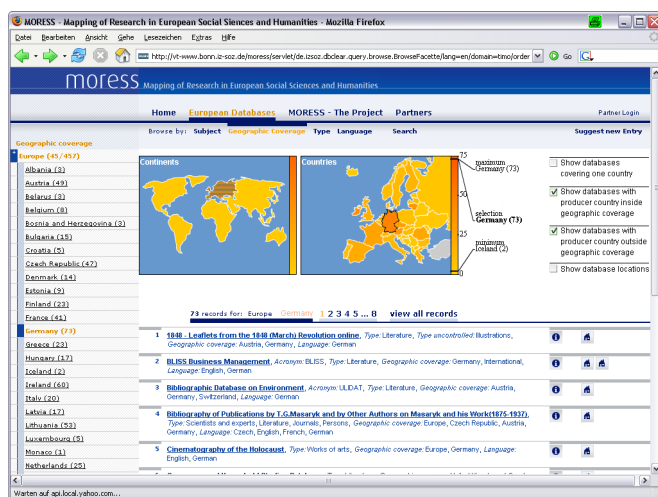 MORESS - Mapping of Research in European Social Siences and Humanities - Mozilla Firefox
Datei Bearbeiten Ansicht Gehe Lesezeichen Extras Hilfe
http://vt-www.bonn.iz-soz.de/moress/servlet/de.izsoz.dbclear.query.browse.BrowseFacette/lang=en/domain=timo/order
Go
moress Mapping of Research in European Social Sciences and Humanities
Home European Databases MORESS - The Project Partners Partner Login
Browse by: Subject Geographic Coverage Type Language Search Suggest new Entry
Geographic coverage
Europe (45/457)
Albania (3)
Austria (49)
Belarus (3)
Belgium (8)
Bosnia and Herzegovina (3)
Bulgaria (15)
Croatia (5)
Czech Republic (47)
Denmark (14)
Estonia (9)
Finland (23)
France (41)
Germany (73)
Greece (23)
Hungary (17)
Iceland (2)
Ireland (60)
Italy (20)
Latvia (17)
Lithuania (53)
Luxembourg (5)
Monaco (1)
Netherlands (25)
Continents
Countries
75
maximum
Germany (73)
50
selection
Germany (73)
25
minimum
Iceland (2)
0
Show databases
covering one country
Show databases with
producer country inside
geographic coverage
Show databases with
producer country outside
geographic coverage
Show database locations
73 records for: Europe Germany 1 2 3 4 5 ... 8 view all records
1 1848 - Leaflets from the 1848 (March) Revolution online, Type: Literature, Type uncontrolled: Illustrations,
Geographic coverage: Austria, Germany, Language: German
2 BLISS Business Management, Acronym: BLISS, Type: Literature, Geographic coverage: Germany, International,
Language: English, German
3 Bibliographic Database on Environment, Acronym: ULIDAT, Type: Literature, Geographic coverage: Austria,
Germany, Switzerland, Language: German
4 Bibliography of Publications by T.G.Masaryk and by Other Authors on Masaryk and his Work(1875-1937),
Type: Scientists and experts, Literature, Journals, Persons, Geographic coverage: Europe, Czech Republic, Austria,
Germany, Language: Czech, English, French, German
5 Cinematography of the Holocaust, Type: Works of arts, Geographic coverage: Europe, Germany, Language:
English, German
Warten auf api.local.yahoo.com...